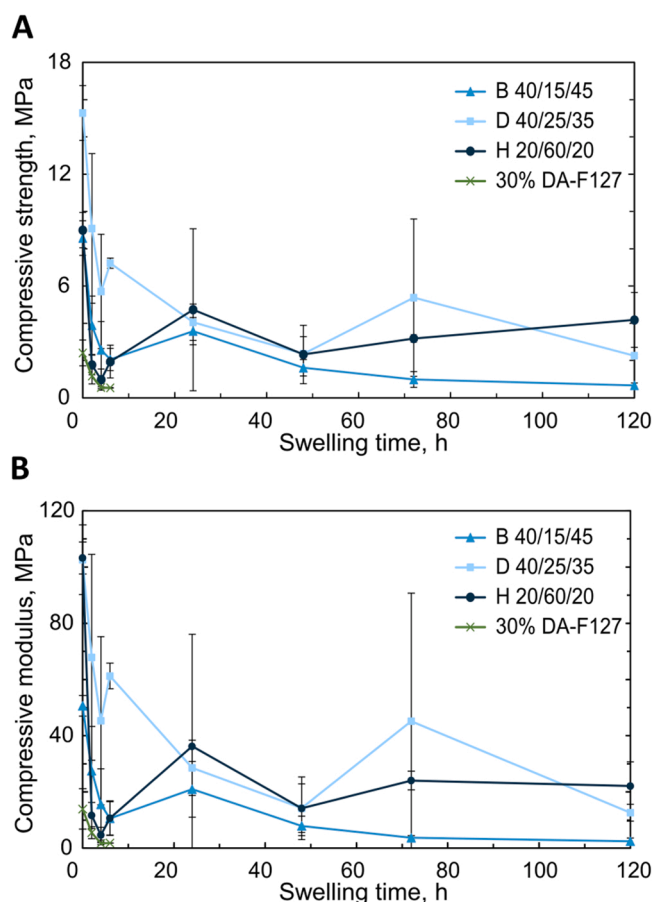 A
18
12
6
0
Compressive strength, MPa
B 40/15/45
D 40/25/35
H 20/60/20
30% DA-F127
0 20 40 60 80 100 120
Swelling time, h
B
120
80
40
0
Compressive modulus, MPa
B 40/15/45
D 40/25/35
H 20/60/20
30% DA-F127
0 20 40 60 80 100 120
Swelling time, h